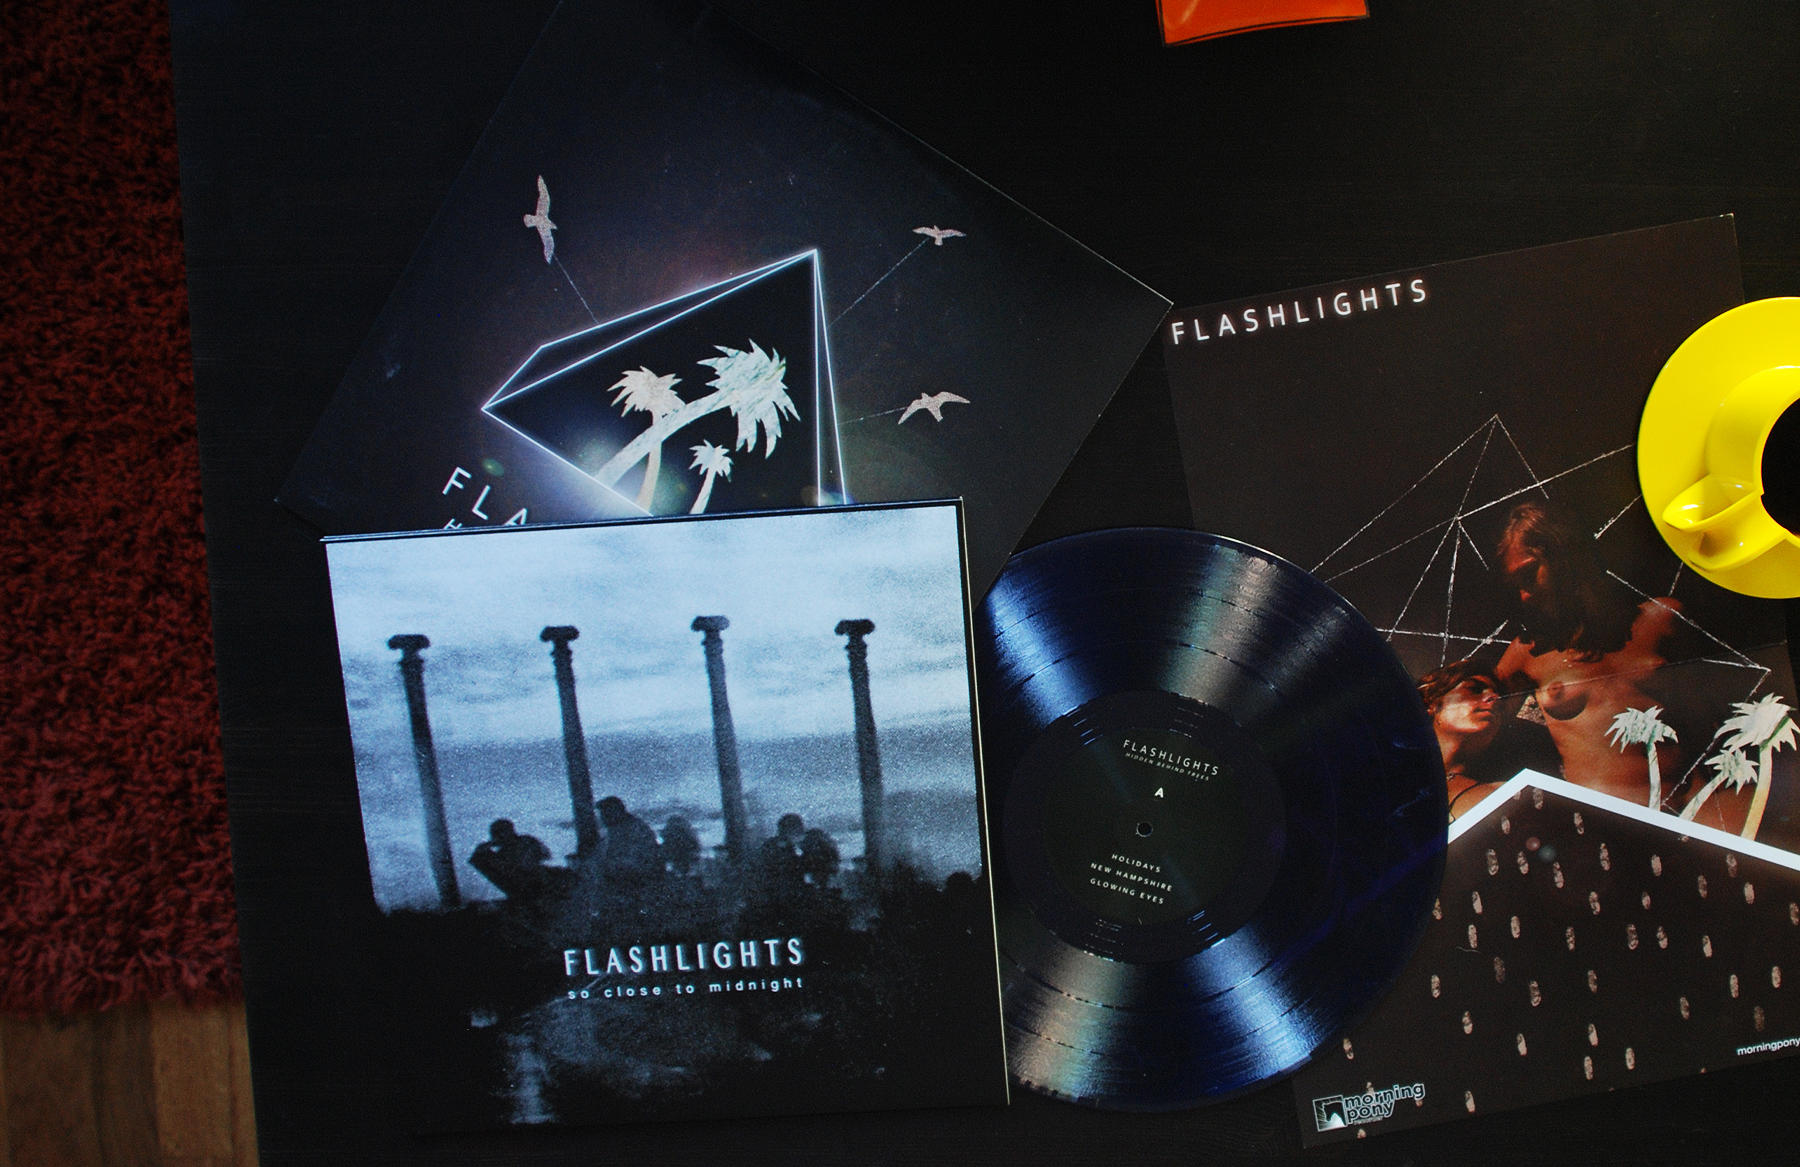 FLA
H
FLASHLIGHTS
FLASHLIGHTS
so close to midnight
FLASHLIGHTS
HIDDEN BEHIND TREES
A
HOLIDAYS
NEW HAMPSHIRE
GLOWING EYES
morningpony
morning
pony